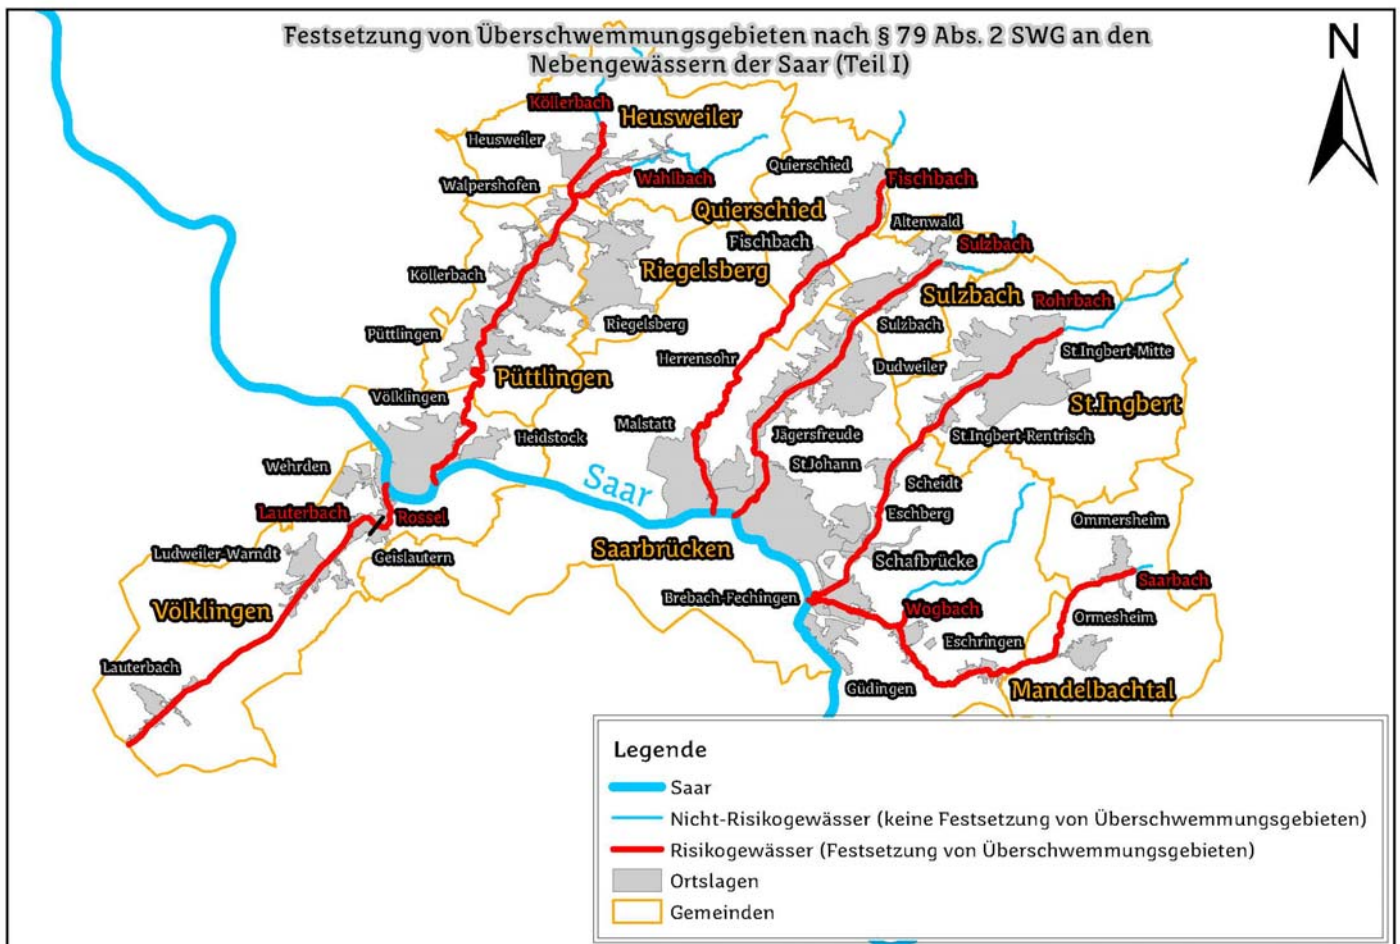 Festsetzung von Überschwemmungsgebieten nach § 79 Abs. 2 SWG an den
Nebengewässern der Saar (Teil I)
N
Köllerbach
Heusweiler
Heusweiler
Walpershofen
Wahlbach
Quierschied
Fischbach
Quierschied
Altenwald
Fischbach
Sulzbach
Köllerbach
Riegelsberg
Sulzbach
Rohrbach
Püttlingen
Riegelsberg
Sulzbach
Herrensohr
St.Ingbert-Mitte
Dudweiler
Püttlingen
Völklingen
St.Ingbert
Malstatt
Heidstock
Jägersfreude
St.Ingbert-Rentrisch
Wehrden
St.Johann
Saar
Scheidt
Lauterbach
Rossel
Eschberg
Ommersheim
Saarbrücken
Ludweiler-Warndt
Geislautern
Schafbrücke
Saarbach
Völklingen
Brebach-Fechingen
Wogbach
Ormesheim
Eschringen
Lauterbach
Güdingen
Mandelbachtal
Legende
Saar
Nicht-Risikogewässer (keine Festsetzung von Überschwemmungsgebieten)
Risikogewässer (Festsetzung von Überschwemmungsgebieten)
Ortslagen
Gemeinden